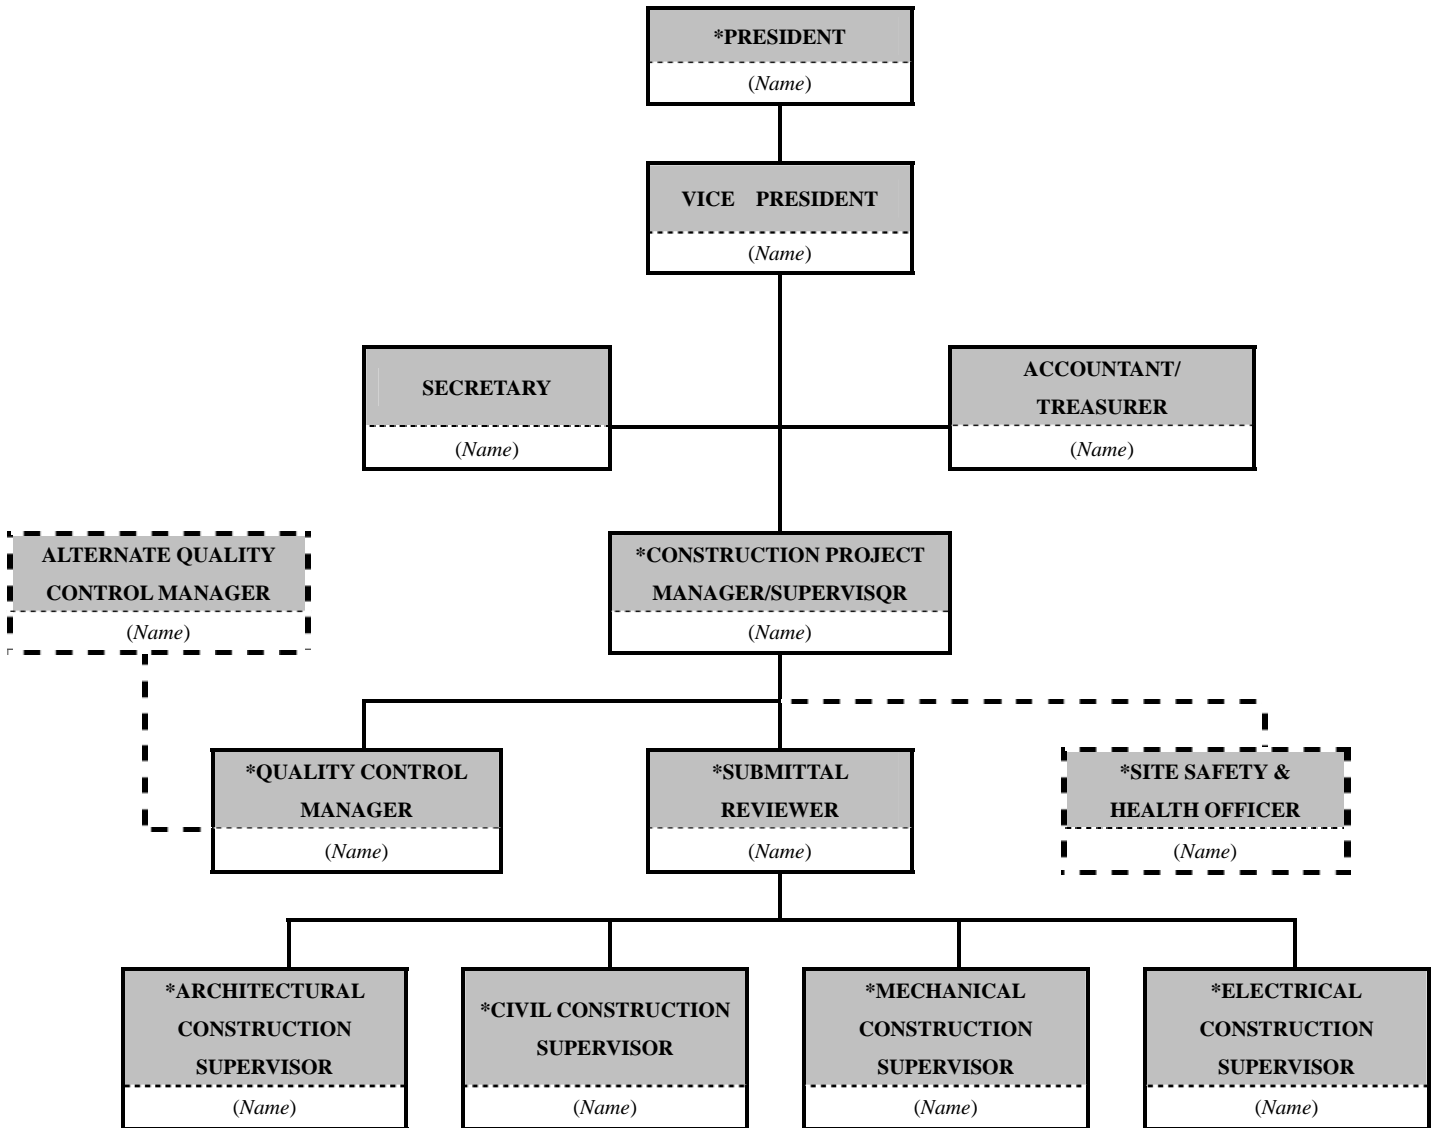 *PRESIDENT
(Name)
VICE PRESIDENT
(Name)
SECRETARY
(Name)
ACCOUNTANT/
TREASURER
(Name)
ALTERNATE QUALITY
CONTROL MANAGER
(Name)
*CONSTRUCTION PROJECT
MANAGER/SUPERVISQR
(Name)
*QUALITY CONTROL
MANAGER
(Name)
*SUBMITTAL
REVIEWER
(Name)
*SITE SAFETY &
HEALTH OFFICER
(Name)
*ARCHITECTURAL
CONSTRUCTION
SUPERVISOR
(Name)
*CIVIL CONSTRUCTION
SUPERVISOR
(Name)
*MECHANICAL
CONSTRUCTION
SUPERVISOR
(Name)
*ELECTRICAL
CONSTRUCTION
SUPERVISOR
(Name)